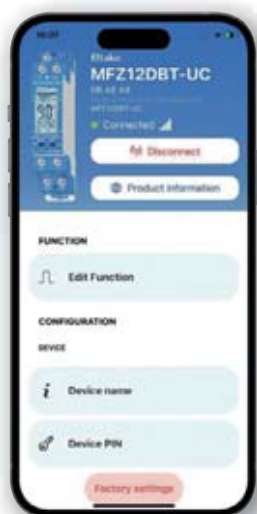 Eltako
MFZ12DBT-UC
Connected
Disconnect
Product information
FUNCTION
Edit Function
CONFIGURATION
DEVICE
Device name
Device PIN
Factory settings